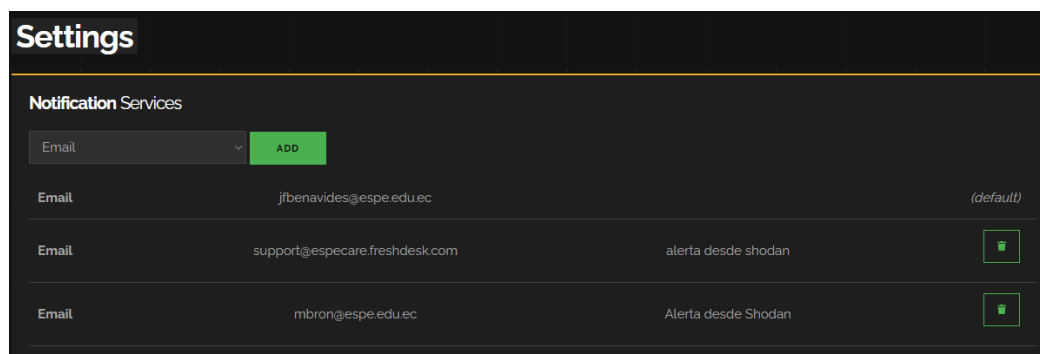 Settings
Notification Services
Email ADD
Email jfbenavides@espe.edu.ec (default)
Email support@especare.freshdesk.com alerta desde shodan
Email mbron@espe.edu.ec Alerta desde Shodan